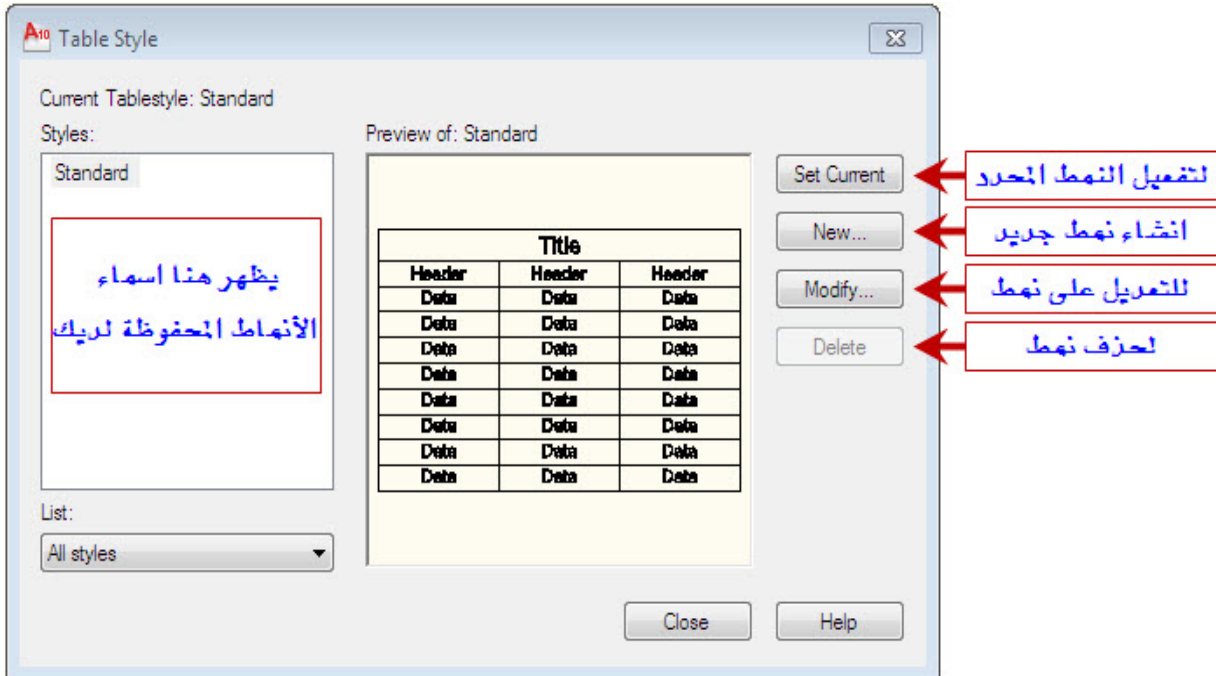 A10 Table Style
Current Tablestyle: Standard
Styles:
Preview of: Standard
Standard
يظهر هنا اسماء
الأنماط المحفوظة لديك
Title
Header Header Header
Data Data Data
Data Data Data
Data Data Data
Data Data Data
Data Data Data
Data Data Data
Data Data Data
Data Data Data
Set Current
لتفعيل النمط المحدد
New...
انشاء نمط جديد
Modify...
للتعديل على نمط
Delete
لحذف نمط
List:
All styles
Close
Help